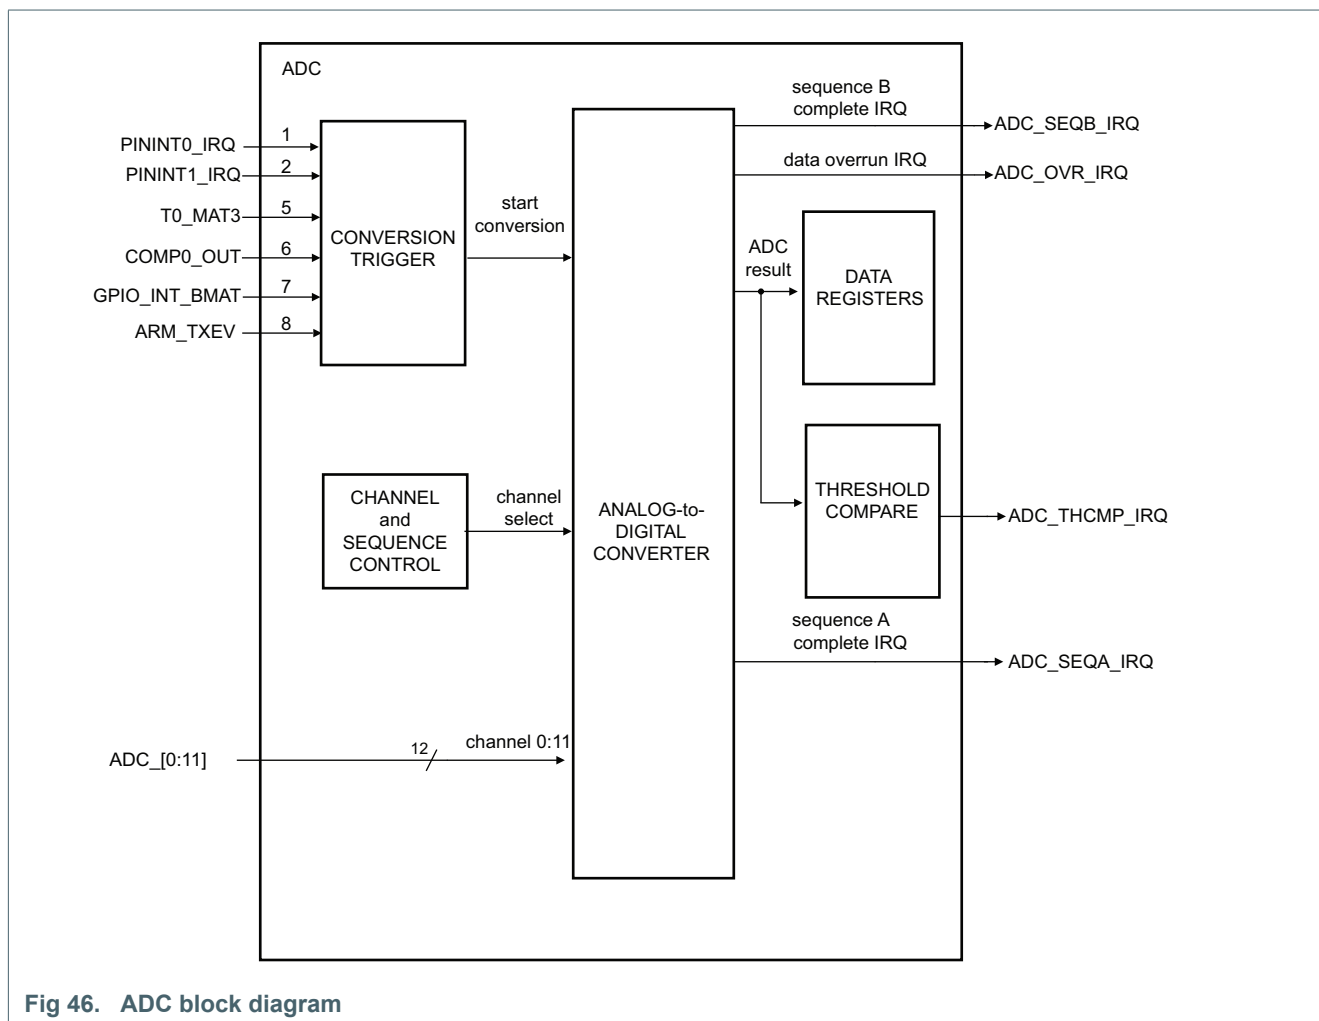 ADC
sequence B
complete IRQ
ADC_SEQB_IRQ
data overrun IRQ
ADC_OVR_IRQ
PININT0_IRQ
1
PININT1_IRQ
2
T0_MAT3
5
COMP0_OUT
6
GPIO_INT_BMAT
7
ARM_TXEV
8
CONVERSION
TRIGGER
start
conversion
ADC
result
DATA
REGISTERS
CHANNEL
and
SEQUENCE
CONTROL
channel
select
ANALOG-to-
DIGITAL
CONVERTER
THRESHOLD
COMPARE
ADC_THCMP_IRQ
sequence A
complete IRQ
ADC_SEQA_IRQ
ADC_[0:11]
12
channel 0:11
Fig 46. ADC block diagram